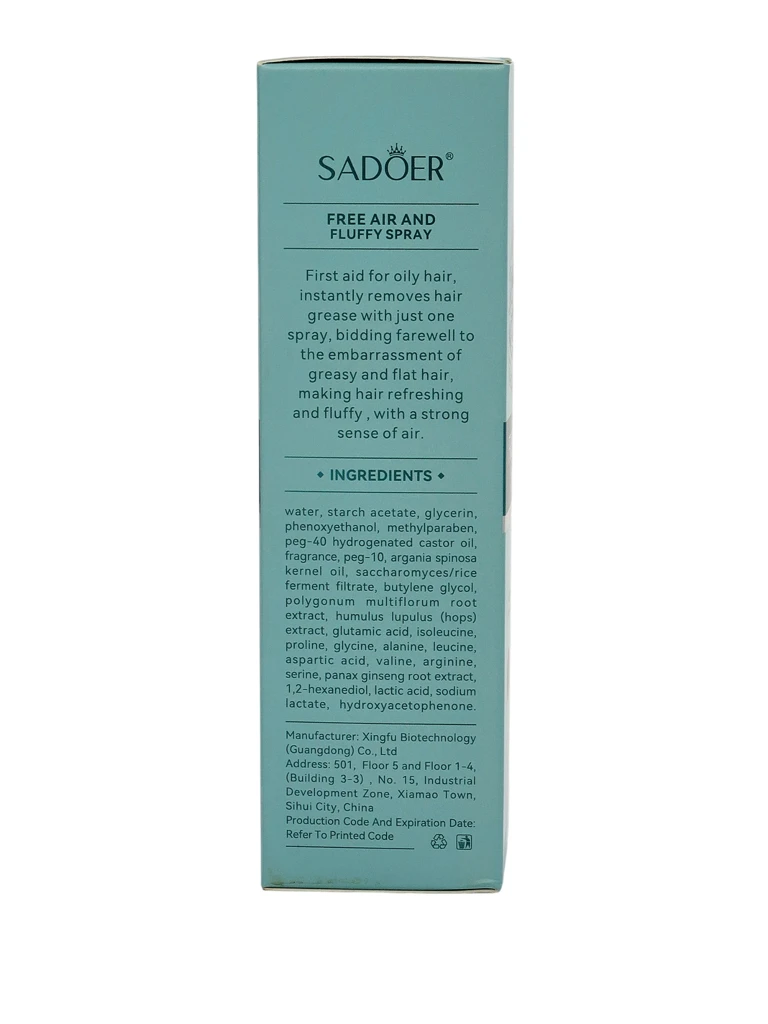 SADOER®
FREE AIR AND
FLUFFY SPRAY
First aid for oily hair,
instantly removes hair
grease with just one
spray, bidding farewell to
the embarrassment of
greasy and flat hair,
making hair refreshing
and fluffy , with a strong
sense of air.
INGREDIENTS
water, starch acetate, glycerin,
phenoxyethanol, methylparaben,
peg-40 hydrogenated castor oil,
fragrance, peg-10, argania spinosa
kernel oil, saccharomyces/rice
ferment filtrate, butylene glycol,
polygonum multiflorum root
extract, humulus lupulus (hops)
extract, glutamic acid, isoleucine,
proline, glycine, alanine, leucine,
aspartic acid, valine, arginine,
serine, panax ginseng root extract,
1,2-hexanediol, lactic acid, sodium
lactate, hydroxyacetophenone.
Manufacturer: Xingfu Biotechnology
(Guangdong) Co., Ltd
Address: 501, Floor 5 and Floor 1-4,
(Building 3-3) , No. 15, Industrial
Development Zone, Xiamao Town,
Sihui City, China
Production Code And Expiration Date:
Refer To Printed Code